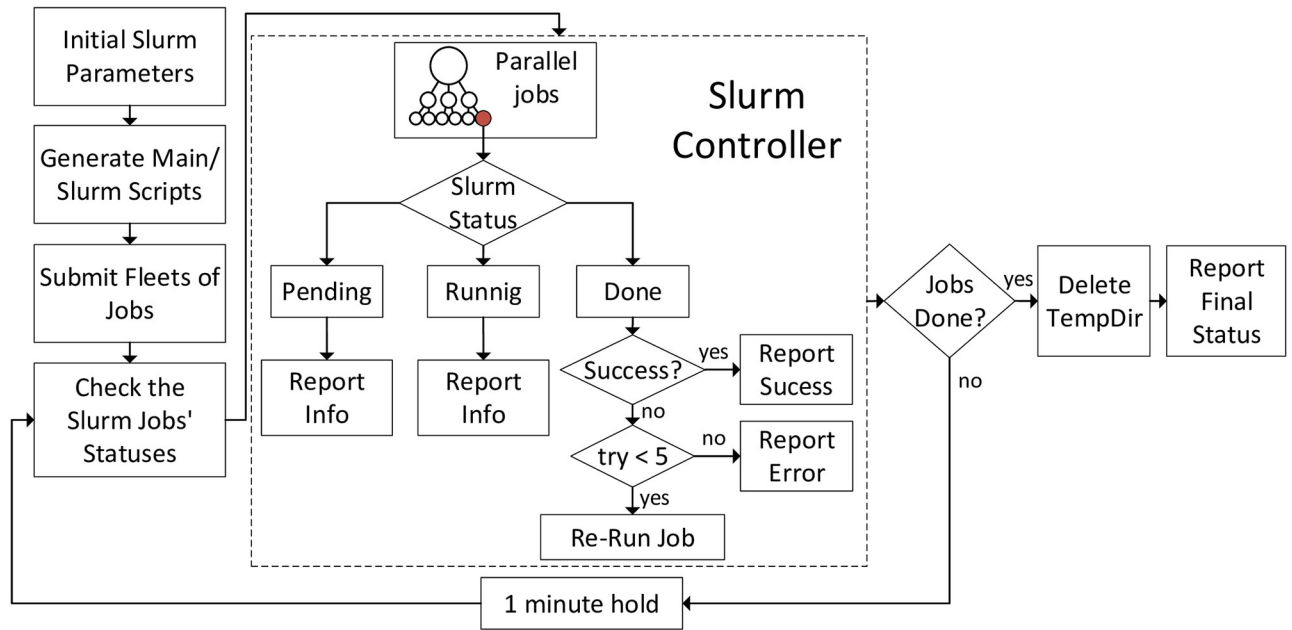 Initial Slurm
Parameters
Generate Main/
Slurm Scripts
Submit Fleets of
Jobs
Check the
Slurm Jobs'
Statuses
Parallel
jobs
Slurm
Controller
Slurm
Status
Pending
Runnig
Done
Report
Info
Report
Info
Success?
yes
Report
Sucess
no
try < 5
no
Report
Error
yes
Re-Run Job
Jobs
Done?
yes
Delete
TempDir
Report
Final
Status
no
1 minute hold